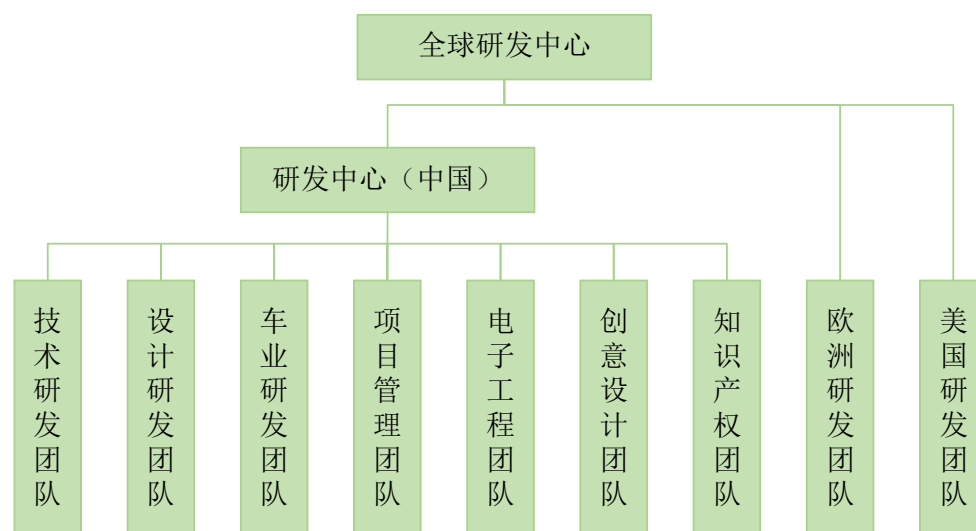 全球研发中心
研发中心（中国）
技术研发团队
设计研发团队
车业研发团队
项目管理团队
电子工程团队
创意设计团队
知识产权团队
欧洲研发团队
美国研发团队